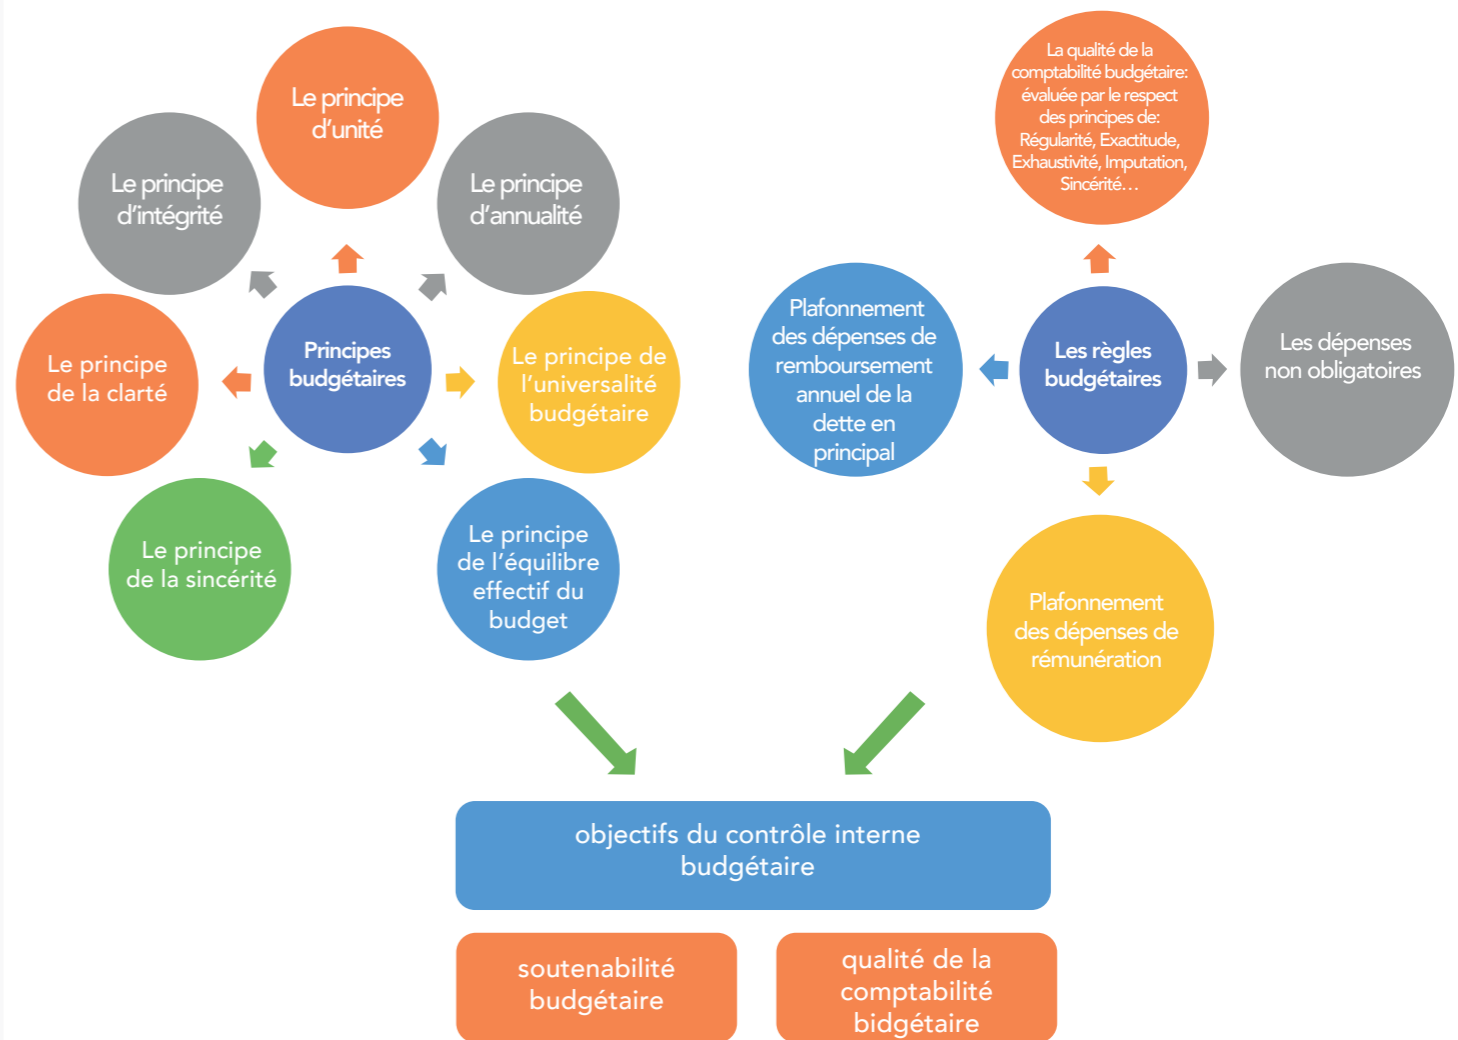 Le principe
d'unité
Le principe
d'intégrité
Le principe
d'annualité
Le principe
de la clarté
Principes
budgétaires
Le principe de
l'universalité
budgétaire
Le principe
de la sincérité
Le principe
de l'équilibre
effectif du
budget
La qualité de la
comptabilité budgétaire:
évaluée par le respect
des principes de:
Régularité, Exactitude,
Exhaustivité, Imputation,
Sincérité...
Plafonnement
des dépenses de
remboursement
annuel de la
dette en
principal
Les règles
budgétaires
Les dépenses
non obligatoires
Plafonnement
des dépenses de
rémunération
objectifs du contrôle interne
budgétaire
soutenabilité
budgétaire
qualité de la
comptabilité
bidgétaire